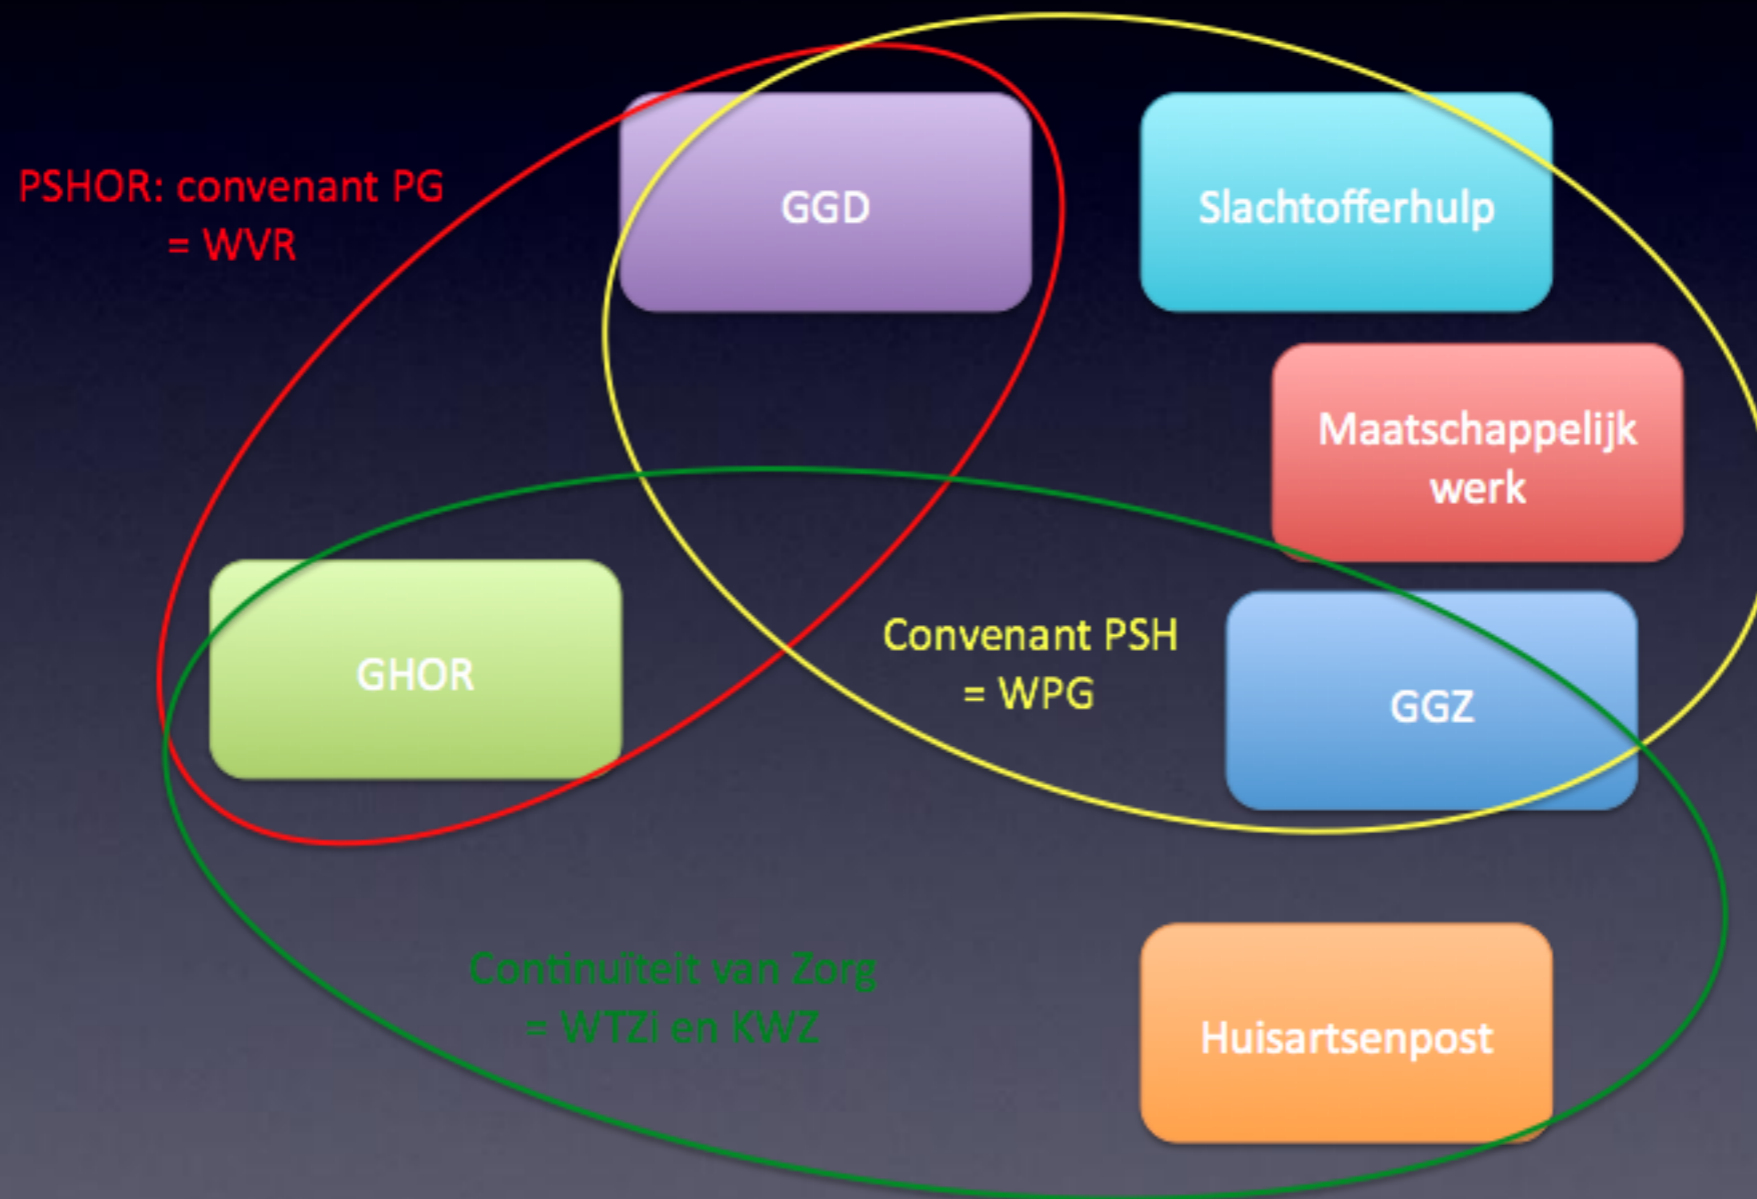 GGD
Slachtofferhulp
PSHOR: convenant PG
= WVR
Maatschappelijk
werk
GHOR
Convenant PSH
= WPG
GGZ
Continuïteit van Zorg
= WTZI en KWZ
Huisartsenpost